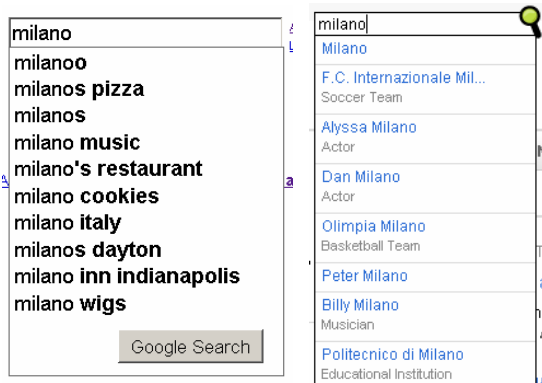 milano
milanoo
milanos pizza
milanos
milano music
milano's restaurant
milano cookies
milano italy
milanos dayton
milano inn indianapolis
milano wigs
Google Search
milano
Milano
F.C. Internazionale Mil...
Soccer Team
Alyssa Milano
Actor
Dan Milano
Actor
Olimpia Milano
Basketball Team
Peter Milano
Billy Milano
Musician
Politecnico di Milano
Educational Institution